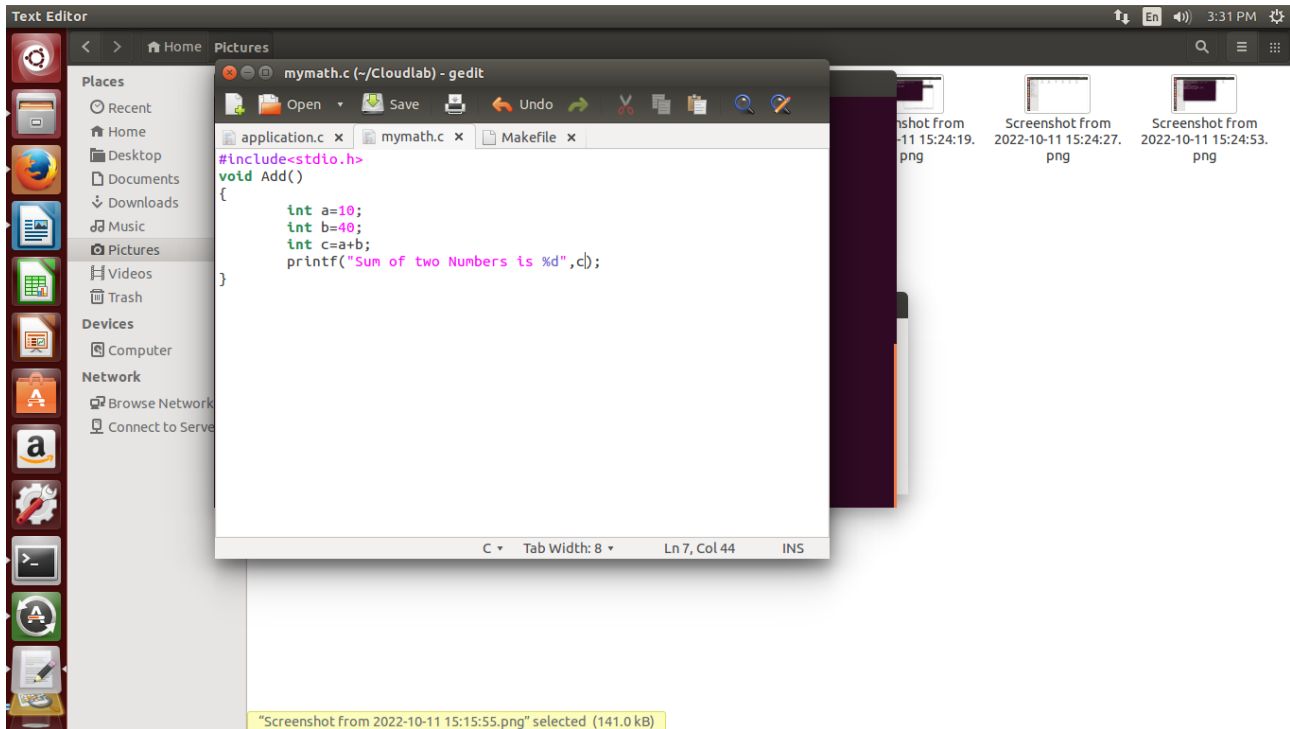 Text Editor
En
3:31 PM
Home
Pictures
Places
Recent
Home
Desktop
Documents
Downloads
Music
Pictures
Videos
Trash
Devices
Computer
Network
Browse Network
Connect to Serve
mymath.c (~/Cloudlab) - gedit
Open
Save
Undo
application.c x
mymath.c x
Makefile x
#include<stdio.h>
void Add()
{
int a=10;
int b=40;
int c=a+b;
printf("Sum of two Numbers is %d",c);
}
C
Tab Width: 8
Ln 7, Col 44
INS
nshot from
-11 15:24:19.
png
Screenshot from
2022-10-11 15:24:27.
png
Screenshot from
2022-10-11 15:24:53.
png
"Screenshot from 2022-10-11 15:15:55.png" selected (141.0 kB)